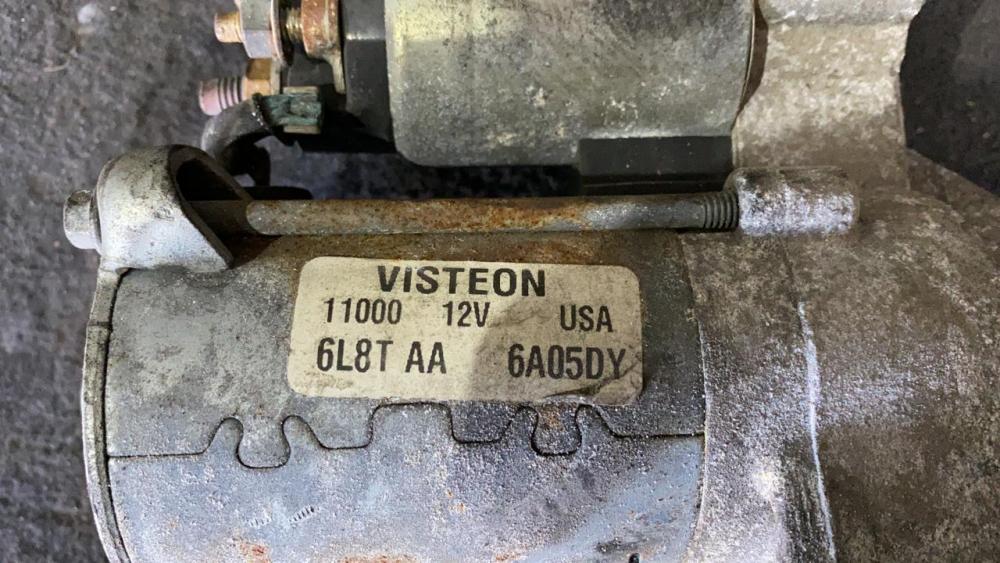 VISTEON
11000 12V USA
6L8T AA 6A05DY